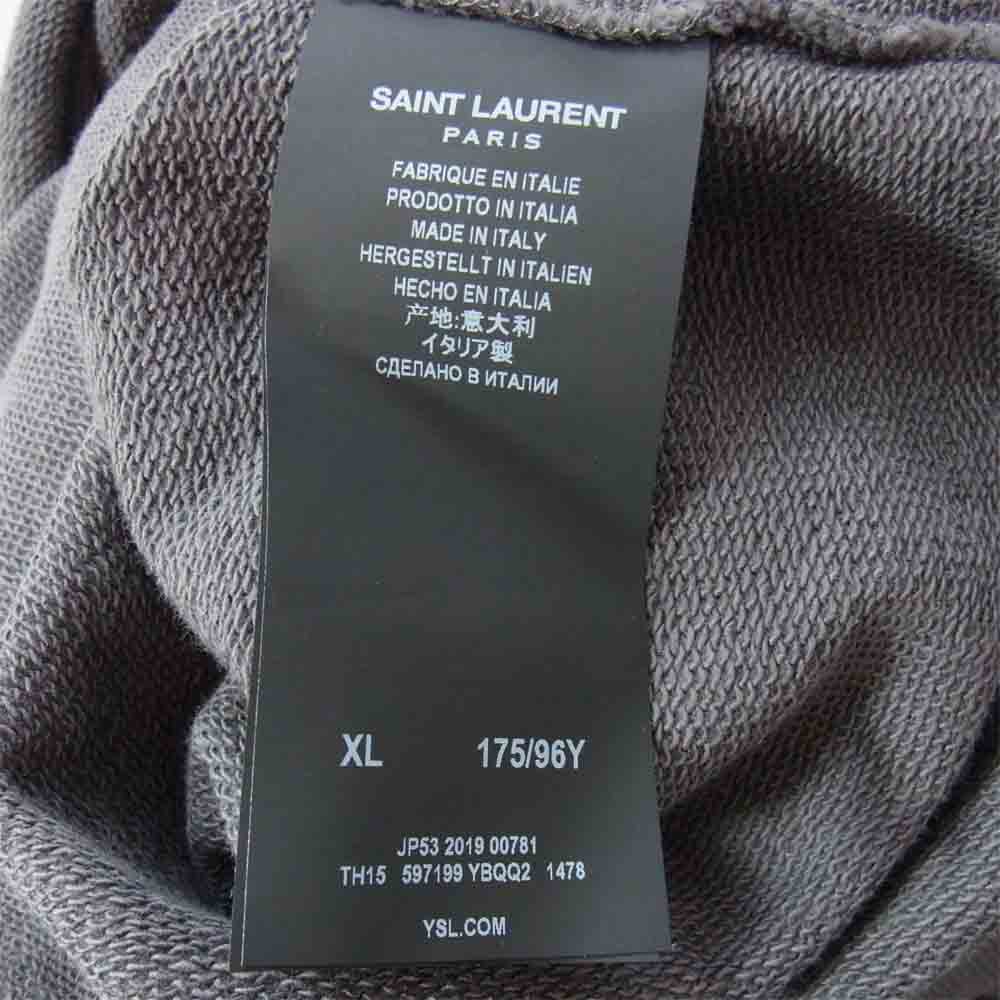 SAINT LAURENT
PARIS
FABRIQUE EN ITALIE
PRODOTTO IN ITALIA
MADE IN ITALY
HERGESTELLT IN ITALIEN
HECHO EN ITALIA
产地:意大利
イタリア製
СДЕЛАНО В ИТАЛИИ
XL 175/96Y
JP53 2019 00781
TH15 597199 YBQQ2 1478
YSL.COM